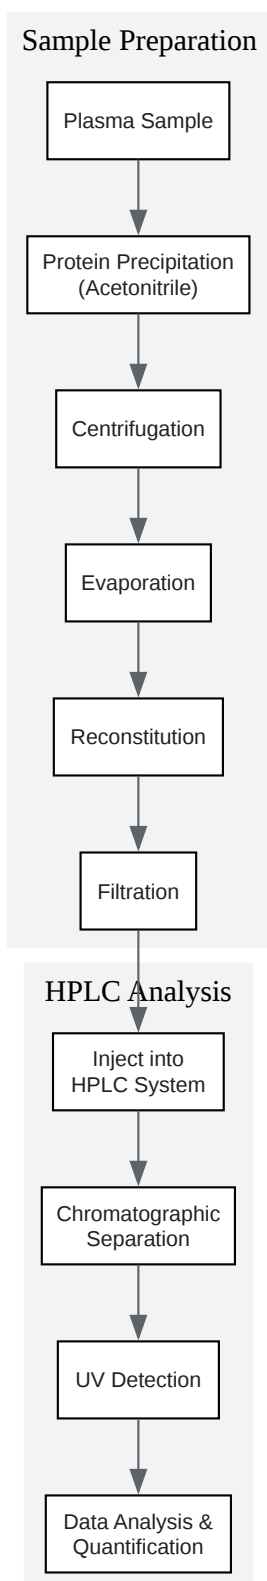 Sample Preparation
Plasma Sample
Protein Precipitation
(Acetonitrile)
Centrifugation
Evaporation
Reconstitution
Filtration
HPLC Analysis
Inject into
HPLC System
Chromatographic
Separation
UV Detection
Data Analysis &
Quantification